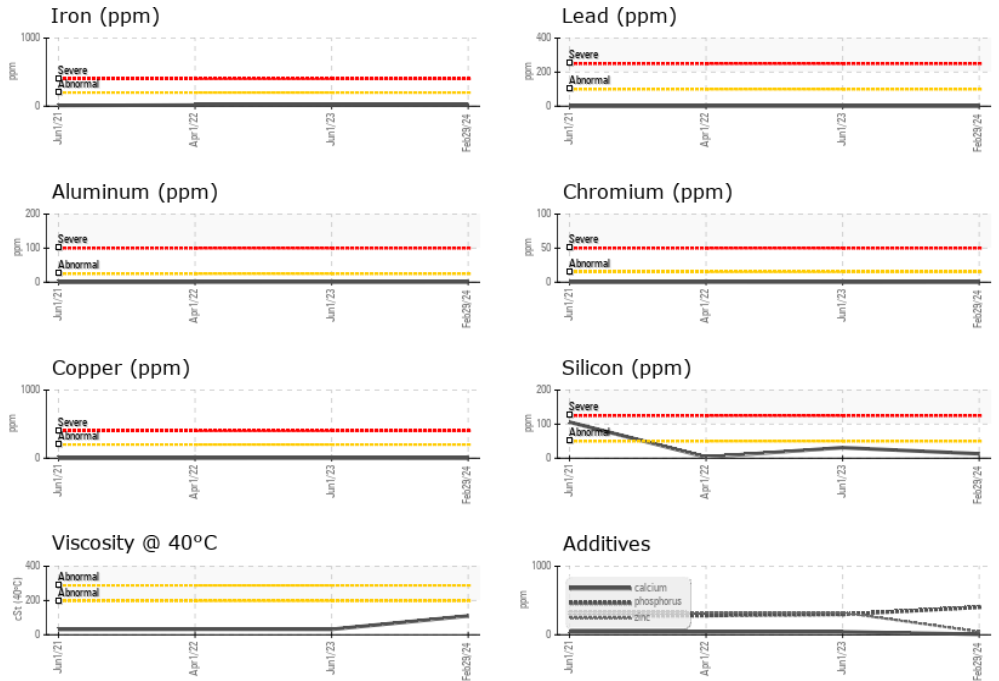 Iron (ppm)
1000
ppm
Severe
Abnormal
0
Jun1/21
Apr1/22
Jun1/23
Feb29/24
Lead (ppm)
400
ppm
200
Severe
Abnormal
0
Jun1/21
Apr1/22
Jun1/23
Feb29/24
Aluminum (ppm)
200
ppm
100
Severe
Abnormal
0
Jun1/21
Apr1/22
Jun1/23
Feb29/24
Chromium (ppm)
100
ppm
50
Severe
Abnormal
0
Jun1/21
Apr1/22
Jun1/23
Feb29/24
Copper (ppm)
1000
ppm
Severe
Abnormal
0
Jun1/21
Apr1/22
Jun1/23
Feb29/24
Silicon (ppm)
200
ppm
100
Severe
Abnormal
0
Jun1/21
Apr1/22
Jun1/23
Feb29/24
Viscosity @ 40°C
400
cSt (40°C)
200
Abnormal
Abnormal
0
Jun1/21
Apr1/22
Jun1/23
Feb29/24
Additives
1000
ppm
calcium
phosphorus
zinc
0
Jun1/21
Apr1/22
Jun1/23
Feb29/24